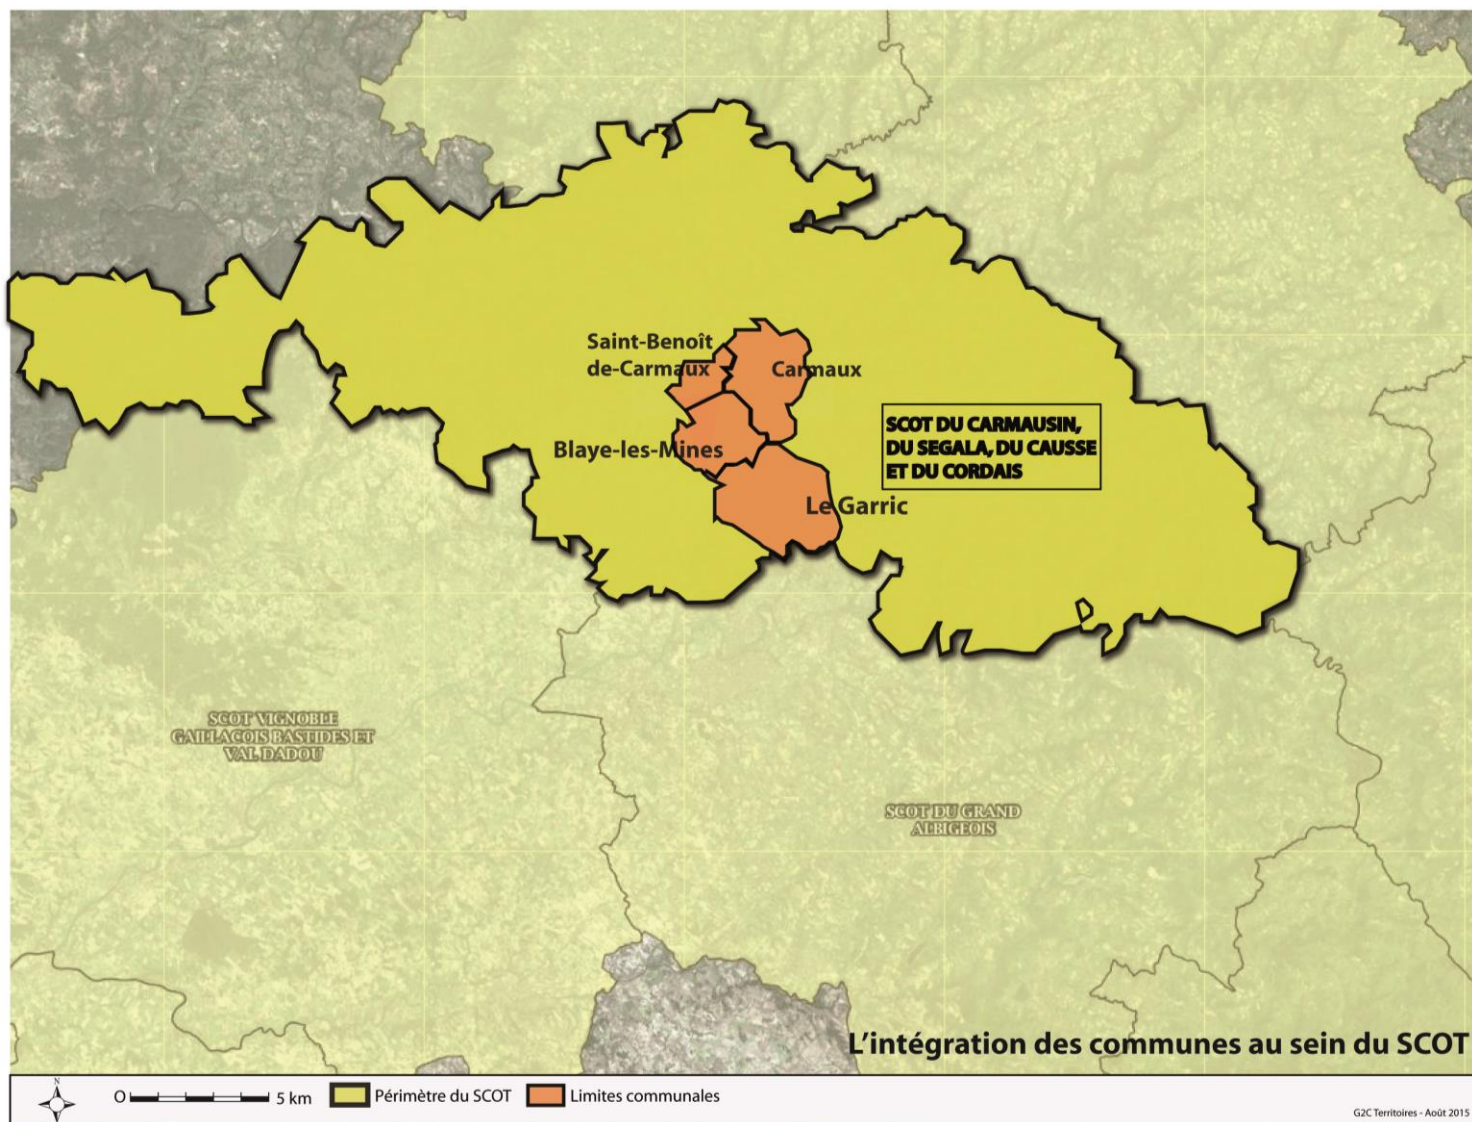 Saint-Benoît
de-Carmaux
Carmaux
SCOT DU CARMAUSIN,
DU SEGALA, DU CAUSSE
ET DU CORDAIS
Blaye-les-Mines
Le Garric
SCOT VIGNOBLE
GAILLACOIS BASTIDES ET
VAL DADOU
SCOT DU GRAND
ALBIGEOIS
L'intégration des communes au sein du SCOT
N
O 5 km Périmètre du SCOT Limites communales
G2C Territoires - Août 2015